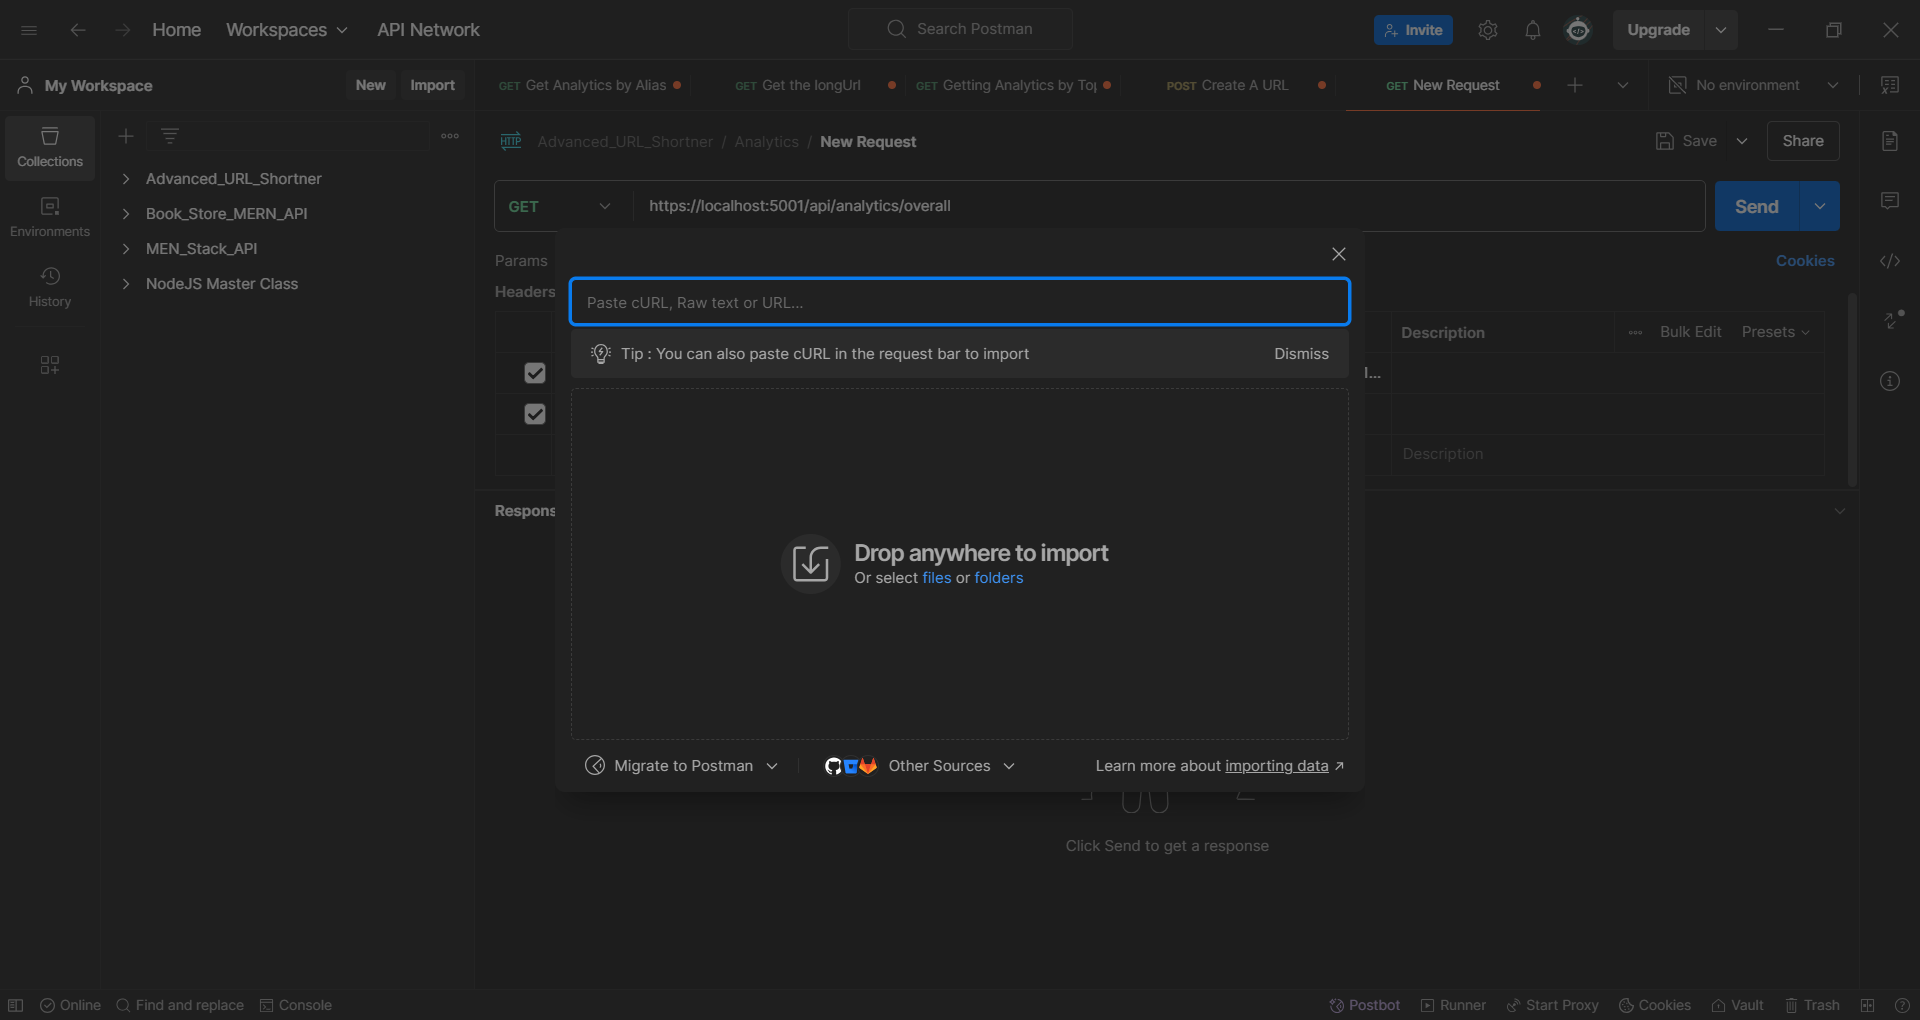 Home Workspaces API Network Search Postman Invite Upgrade
My Workspace New Import GET Get Analytics by Alias GET Get the longUrl GET Getting Analytics by Top POST Create A URL GET New Request No environment
Collections
Environments
History
Advanced_URL_Shortner
Book_Store_MERN_API
MEN_Stack_API
NodeJS Master Class
HTTP Advanced_URL_Shortner / Analytics / New Request Save Share
GET https://localhost:5001/api/analytics/overall Send
Params Cookies
Headers
Paste cURL, Raw text or URL...
Description Bulk Edit Presets
Tip : You can also paste cURL in the request bar to import Dismiss
Description
Respons
Drop anywhere to import
Or select files or folders
Migrate to Postman Other Sources Learn more about importing data
Click Send to get a response
Online Find and replace Console Postbot Runner Start Proxy Cookies Vault Trash